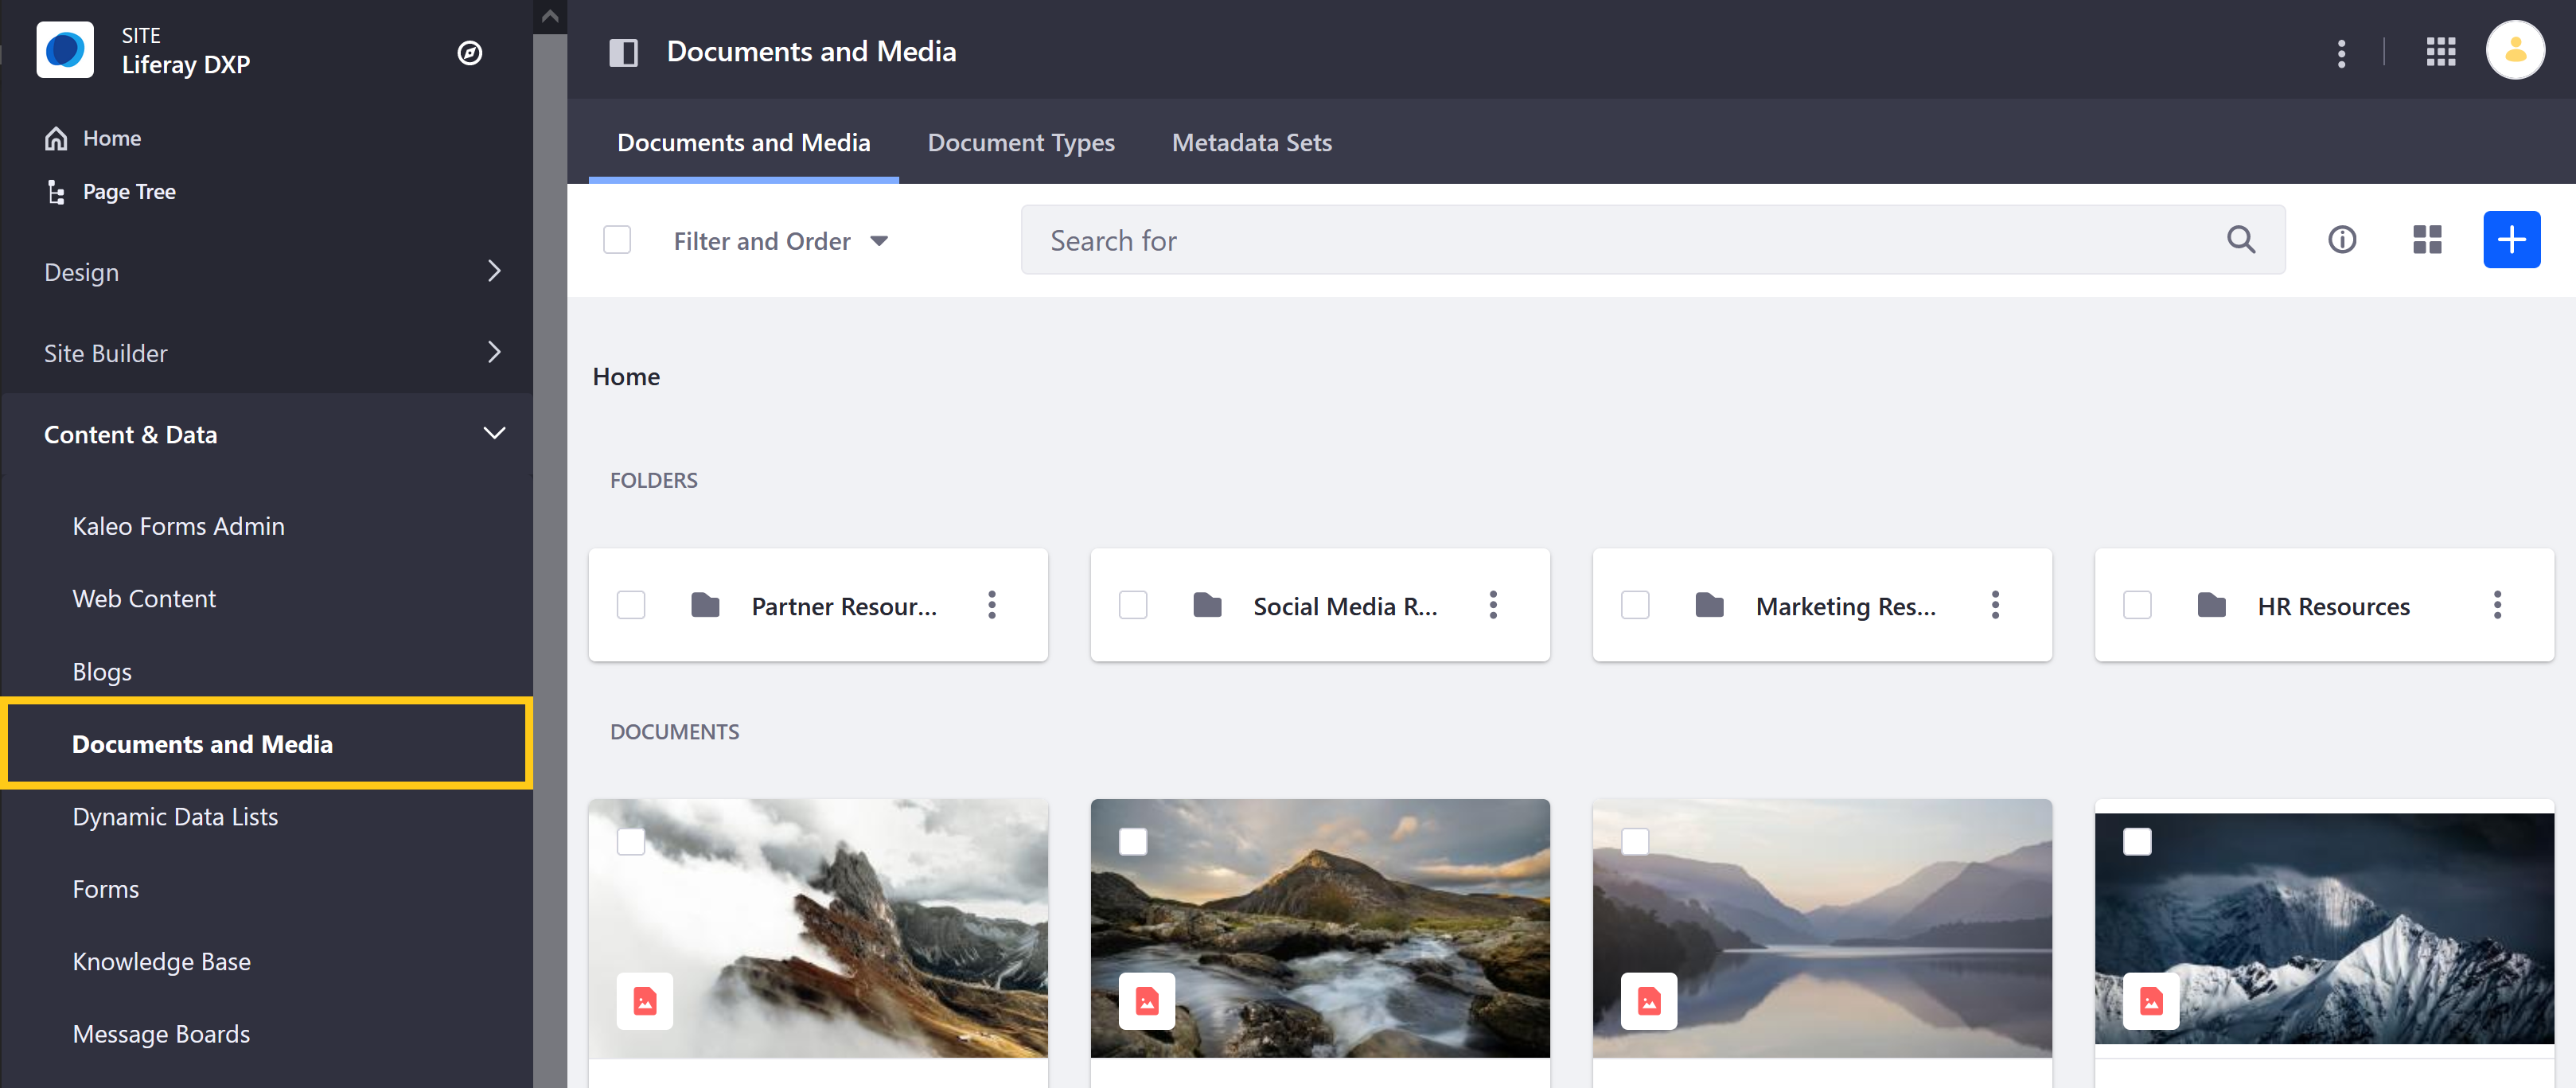 SITE
Liferay DXP
Home
Page Tree
Design
Site Builder
Content & Data
Kaleo Forms Admin
Web Content
Blogs
Documents and Media
Dynamic Data Lists
Forms
Knowledge Base
Message Boards
Documents and Media
Documents and Media Document Types Metadata Sets
Filter and Order Search for
Home
FOLDERS
Partner Resour... Social Media R... Marketing Res... HR Resources
DOCUMENTS